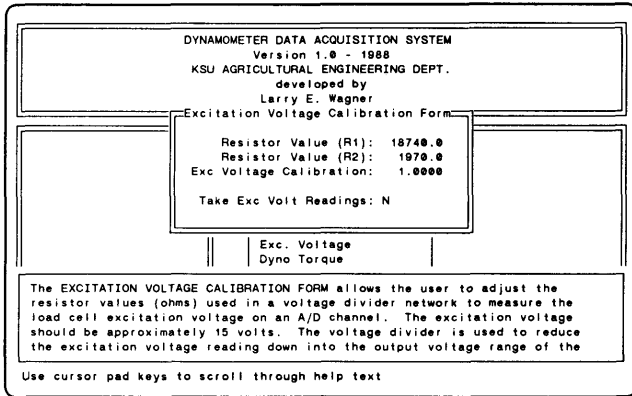 DYNAMOMETER DATA ACQUISITION SYSTEM
Version 1.0 - 1988
KSU AGRICULTURAL ENGINEERING DEPT.
developed by
Larry E. Wagner
Excitation Voltage Calibration Form
Resistor Value (R1): 18740.0
Resistor Value (R2): 1970.0
Exc Voltage Calibration: 1.0000
Take Exc Volt Readings: N
Exc. Voltage
Dyno Torque
The EXCITATION VOLTAGE CALIBRATION FORM allows the user to adjust the
resistor values (ohms) used in a voltage divider network to measure the
load cell excitation voltage on an A/D channel. The excitation voltage
should be approximately 15 volts. The voltage divider is used to reduce
the excitation voltage reading down into the output voltage range of the
Use cursor pad keys to scroll through help text